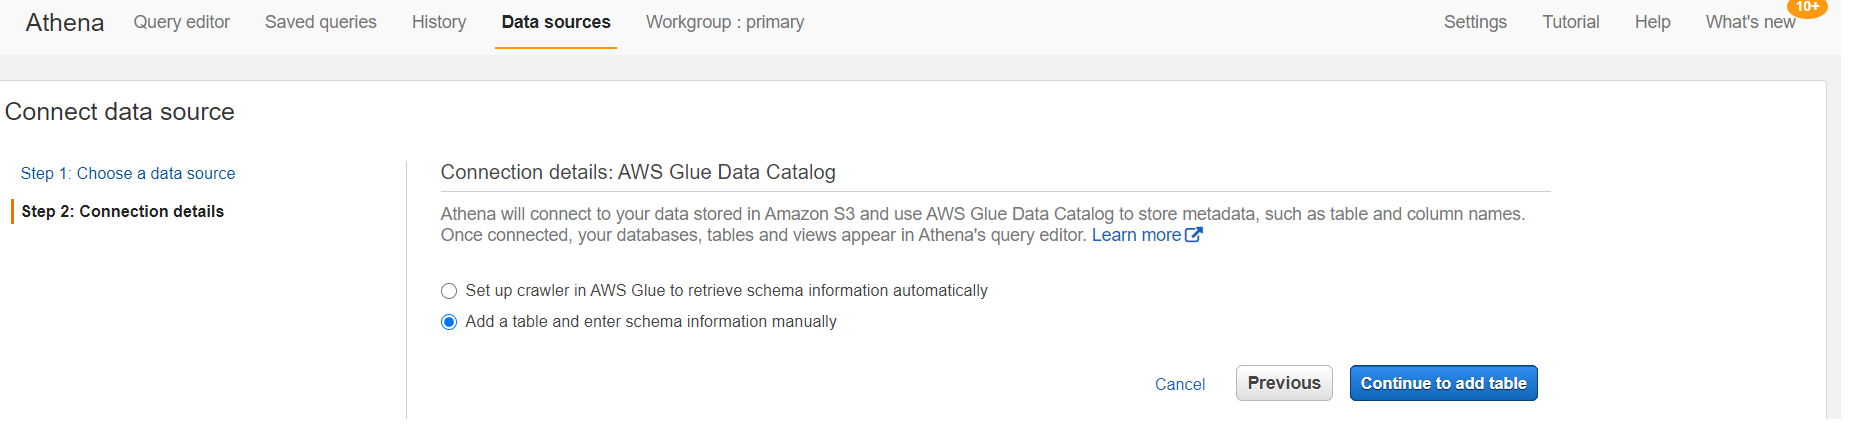 10+
Athena Query editor Saved queries History Data sources Workgroup : primary Settings Tutorial Help What's new
Connect data source
Step 1: Choose a data source
Step 2: Connection details
Connection details: AWS Glue Data Catalog
Athena will connect to your data stored in Amazon S3 and use AWS Glue Data Catalog to store metadata, such as table and column names.
Once connected, your databases, tables and views appear in Athena's query editor. Learn more
Set up crawler in AWS Glue to retrieve schema information automatically
Add a table and enter schema information manually
Cancel Previous Continue to add table